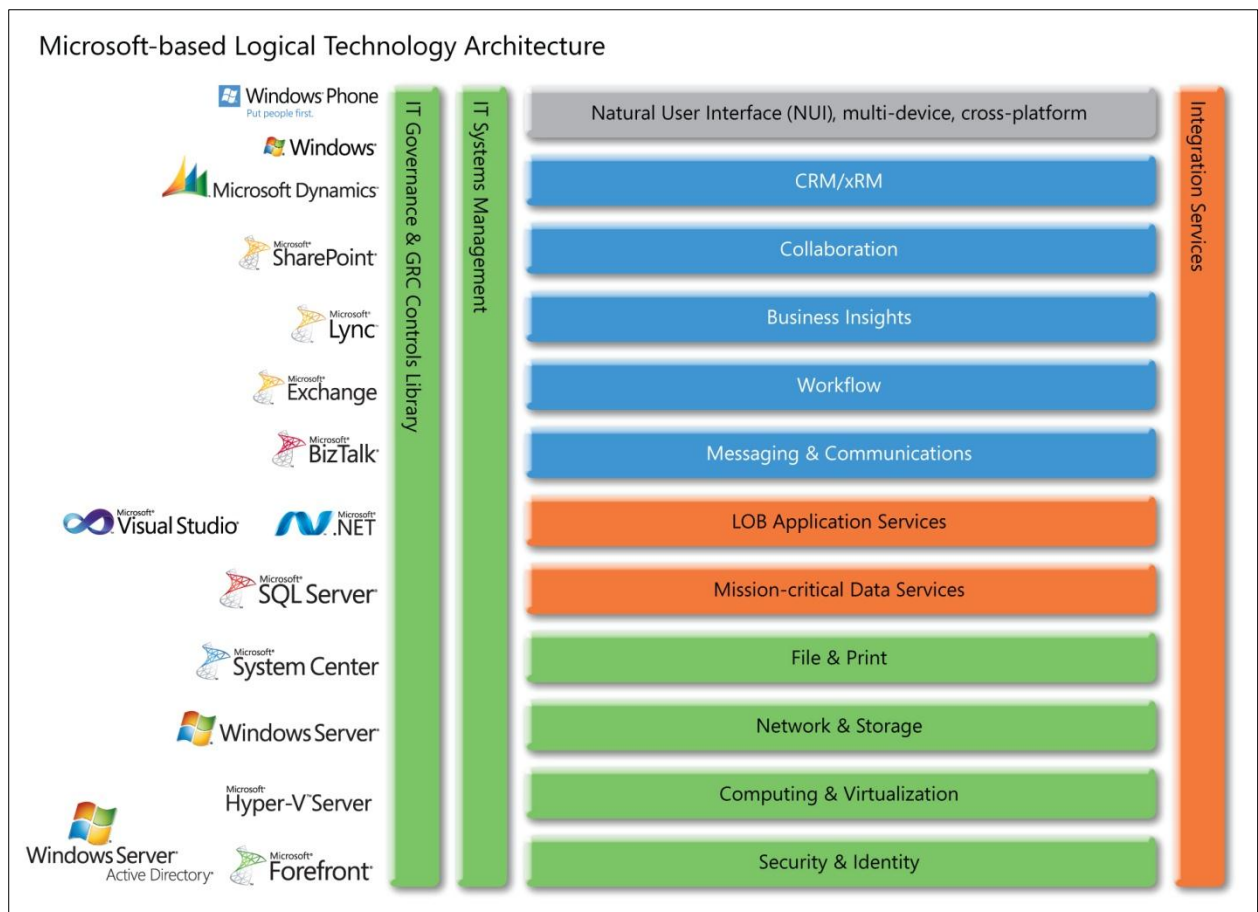 Microsoft-based Logical Technology Architecture
Windows Phone
Put people first.
Windows
Microsoft Dynamics
Microsoft
SharePoint
Microsoft
Lync
Microsoft
Exchange
Microsoft
BizTalk
Microsoft
Visual Studio
Microsoft
.NET
Microsoft
SQL Server
Microsoft
System Center
Windows Server
Microsoft
Hyper-V™ Server
Windows Server
Active Directory
Microsoft
Forefront
IT Governance & GRC Controls Library
IT Systems Management
Natural User Interface (NUI), multi-device, cross-platform
CRM/xRM
Collaboration
Business Insights
Workflow
Messaging & Communications
LOB Application Services
Mission-critical Data Services
File & Print
Network & Storage
Computing & Virtualization
Security & Identity
Integration Services